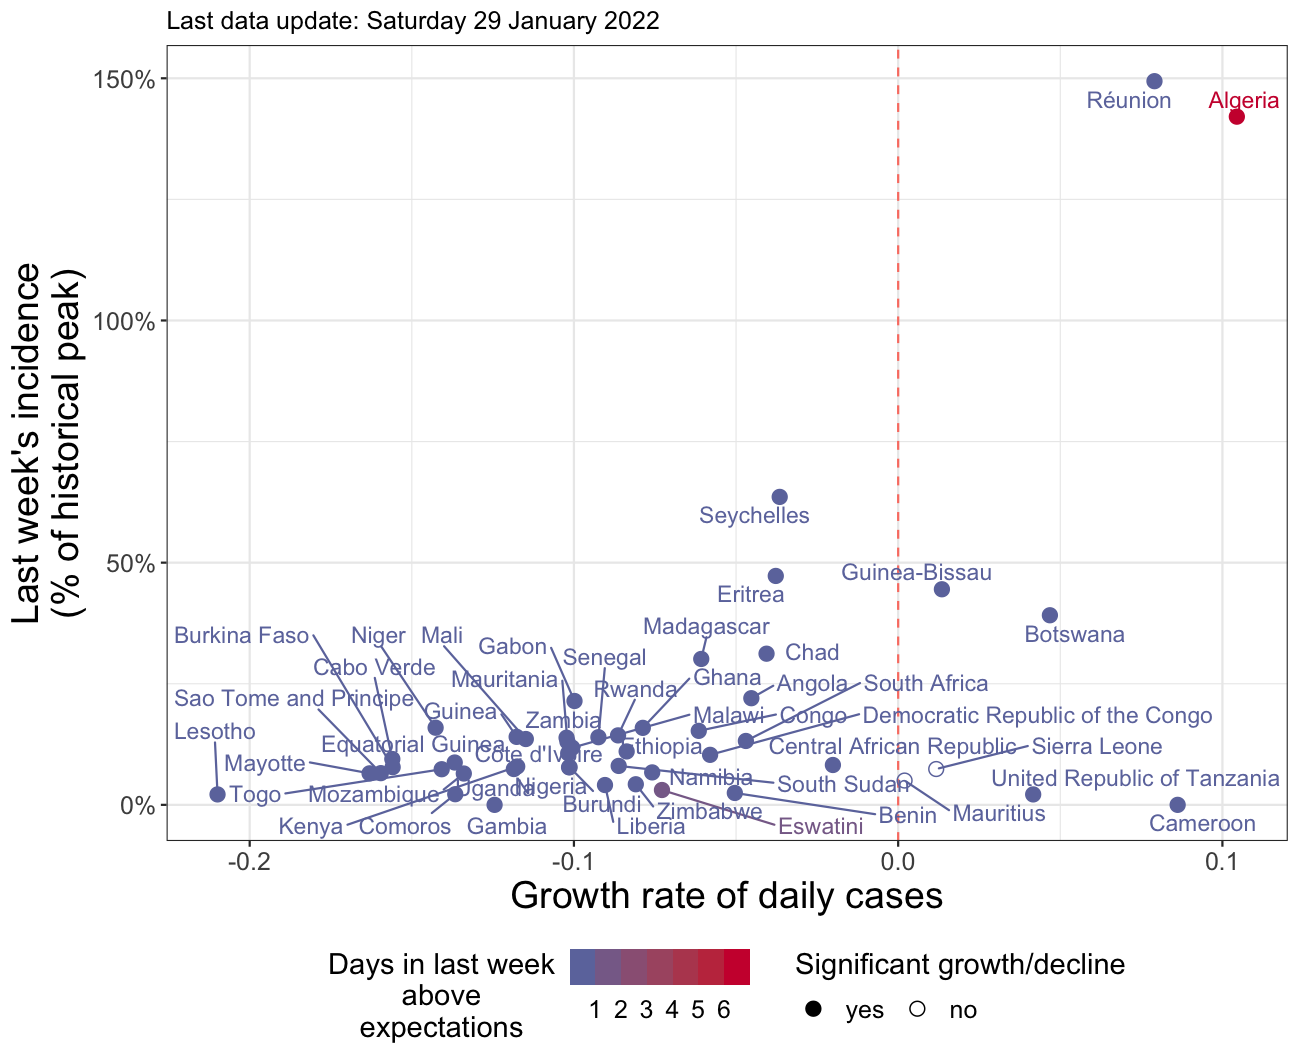 Last data update: Saturday 29 January 2022
150%
Réunion
Algeria
Last week's incidence
(% of historical peak)
100%
Seychelles
50%
Guinea-Bissau
Eritrea
Madagascar
Botswana
Burkina Faso
Niger
Mali
Gabon
Senegal
Chad
Cabo Verde
Mauritania
Rwanda
Ghana
Angola
South Africa
Sao Tome and Principe
Guinea
Zambia
Malawi
Congo
Democratic Republic of the Congo
Lesotho
Equatorial Guinea
Cote d'Ivoire
Ethiopia
Central African Republic
Sierra Leone
Mayotte
Namibia
South Sudan
United Republic of Tanzania
Togo
Mozambique
Uganda
Nigeria
Burundi
Zimbabwe
Benin
Mauritius
0%
Kenya
Comoros
Gambia
Liberia
Eswatini
Cameroon
-0.2
-0.1
0.0
0.1
Growth rate of daily cases
Days in last week
above
expectations
1 2 3 4 5 6
Significant growth/decline
yes
no